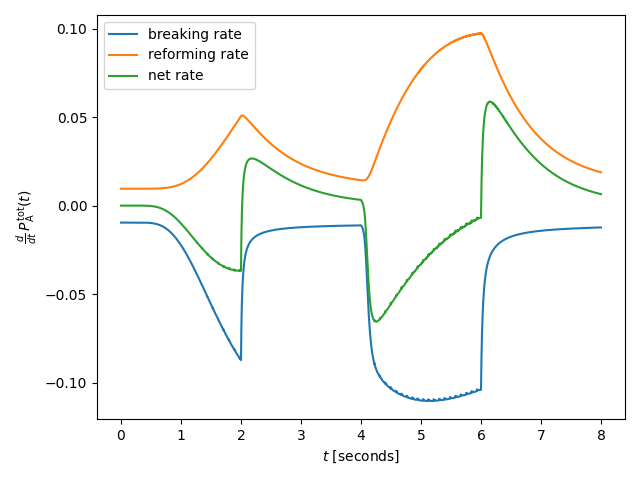 breaking rate
reforming rate
net rate
d/dt P_A^tot(t)
0.10
0.05
0.00
−0.05
−0.10
0 1 2 3 4 5 6 7 8
t [seconds]